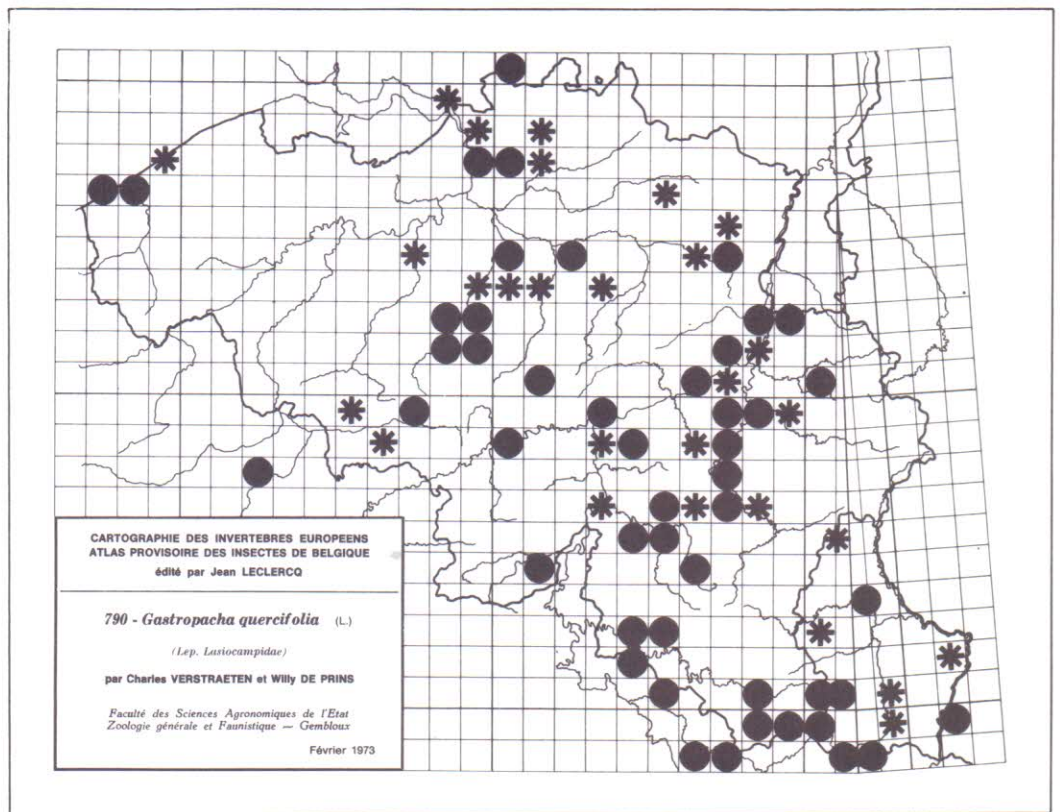 CARTOGRAPHIE DES INVERTEBRES EUROPEENS
ATLAS PROVISOIRE DES INSECTES DE BELGIQUE
édité par Jean LECLERCQ
790 - Gastropacha quercifolia (L.)
(Lep. Lasiocampidae)
par Charles VERSTRAETEN et Willy DE PRINS
Faculté des Sciences Agronomiques de l'Etat
Zoologie générale et Faunistique — Gembloux
Février 1973